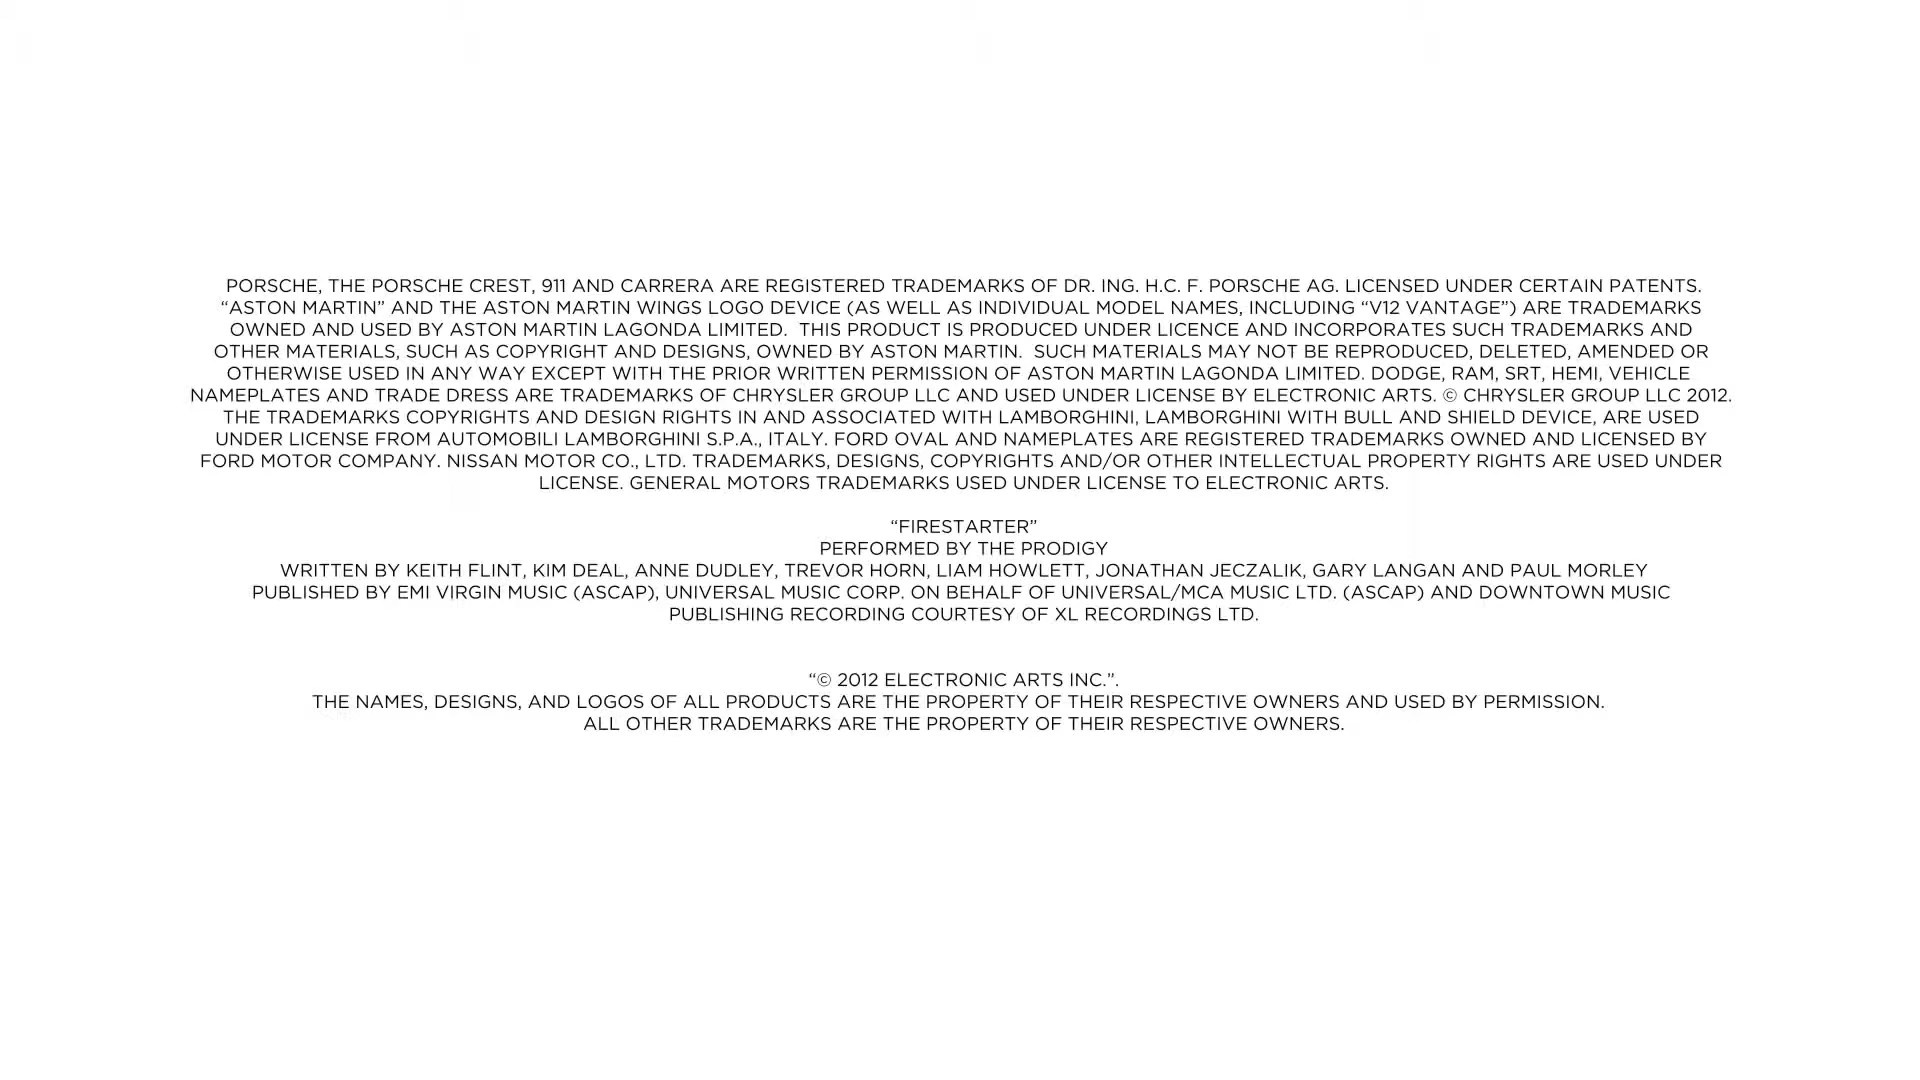 PORSCHE, THE PORSCHE CREST, 911 AND CARRERA ARE REGISTERED TRADEMARKS OF DR. ING. H.C. F. PORSCHE AG. LICENSED UNDER CERTAIN PATENTS.
“ASTON MARTIN” AND THE ASTON MARTIN WINGS LOGO DEVICE (AS WELL AS INDIVIDUAL MODEL NAMES, INCLUDING “V12 VANTAGE”) ARE TRADEMARKS
OWNED AND USED BY ASTON MARTIN LAGONDA LIMITED.  THIS PRODUCT IS PRODUCED UNDER LICENCE AND INCORPORATES SUCH TRADEMARKS AND
OTHER MATERIALS, SUCH AS COPYRIGHT AND DESIGNS, OWNED BY ASTON MARTIN.  SUCH MATERIALS MAY NOT BE REPRODUCED, DELETED, AMENDED OR
OTHERWISE USED IN ANY WAY EXCEPT WITH THE PRIOR WRITTEN PERMISSION OF ASTON MARTIN LAGONDA LIMITED. DODGE, RAM, SRT, HEMI, VEHICLE
NAMEPLATES AND TRADE DRESS ARE TRADEMARKS OF CHRYSLER GROUP LLC AND USED UNDER LICENSE BY ELECTRONIC ARTS. © CHRYSLER GROUP LLC 2012.
THE TRADEMARKS COPYRIGHTS AND DESIGN RIGHTS IN AND ASSOCIATED WITH LAMBORGHINI, LAMBORGHINI WITH BULL AND SHIELD DEVICE, ARE USED
UNDER LICENSE FROM AUTOMOBILI LAMBORGHINI S.P.A., ITALY. FORD OVAL AND NAMEPLATES ARE REGISTERED TRADEMARKS OWNED AND LICENSED BY
FORD MOTOR COMPANY. NISSAN MOTOR CO., LTD. TRADEMARKS, DESIGNS, COPYRIGHTS AND/OR OTHER INTELLECTUAL PROPERTY RIGHTS ARE USED UNDER
LICENSE. GENERAL MOTORS TRADEMARKS USED UNDER LICENSE TO ELECTRONIC ARTS.
“FIRESTARTER”
PERFORMED BY THE PRODIGY
WRITTEN BY KEITH FLINT, KIM DEAL, ANNE DUDLEY, TREVOR HORN, LIAM HOWLETT, JONATHAN JECZALIK, GARY LANGAN AND PAUL MORLEY
PUBLISHED BY EMI VIRGIN MUSIC (ASCAP), UNIVERSAL MUSIC CORP. ON BEHALF OF UNIVERSAL/MCA MUSIC LTD. (ASCAP) AND DOWNTOWN MUSIC
PUBLISHING RECORDING COURTESY OF XL RECORDINGS LTD.
“© 2012 ELECTRONIC ARTS INC.”.
THE NAMES, DESIGNS, AND LOGOS OF ALL PRODUCTS ARE THE PROPERTY OF THEIR RESPECTIVE OWNERS AND USED BY PERMISSION.
ALL OTHER TRADEMARKS ARE THE PROPERTY OF THEIR RESPECTIVE OWNERS.